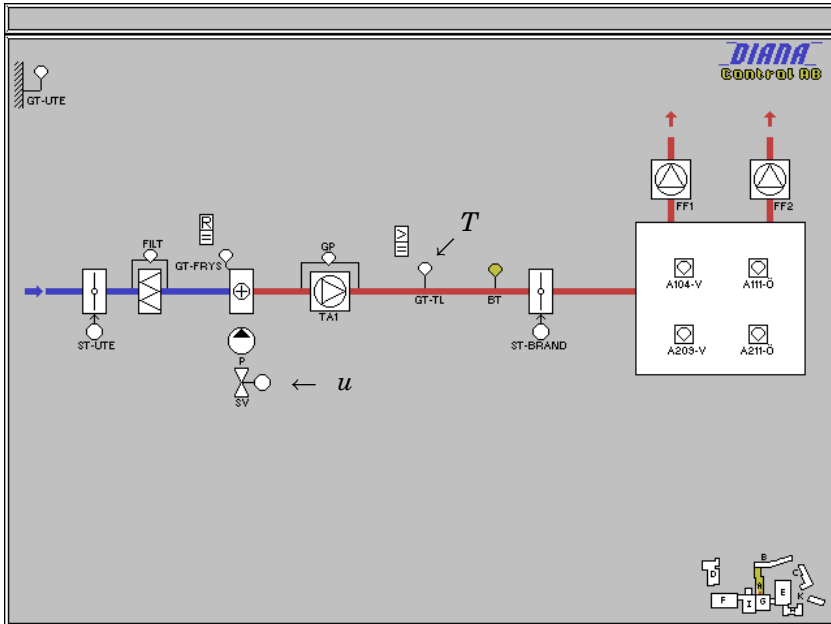 DIANA
Control AB
GT-UTE
FF1
FF2
R
FILT
GT-FRYS
GP
T
A104-V
A111-Ö
GT-TL
BT
TA1
ST-UTE
ST-BRAND
A209-V
A211-Ö
P
SV
← u
B
D
C
A
E
K
F
I
G
H